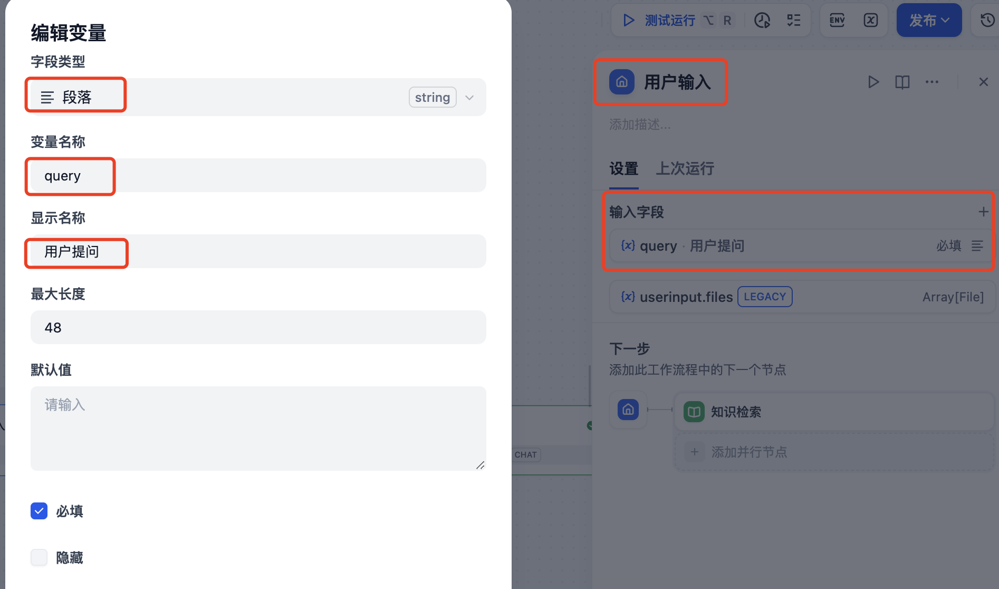 编辑变量
字段类型
段落
string
变量名称
query
显示名称
用户提问
最大长度
48
默认值
请输入
必填
隐藏
测试运行 ⌥ R
ENV
发布
用户输入
添加描述...
设置 上次运行
输入字段
{x} query · 用户提问 必填
{x} userinput.files LEGACY Array[File]
下一步
添加此工作流程中的下一个节点
知识检索
添加并行节点
CHAT